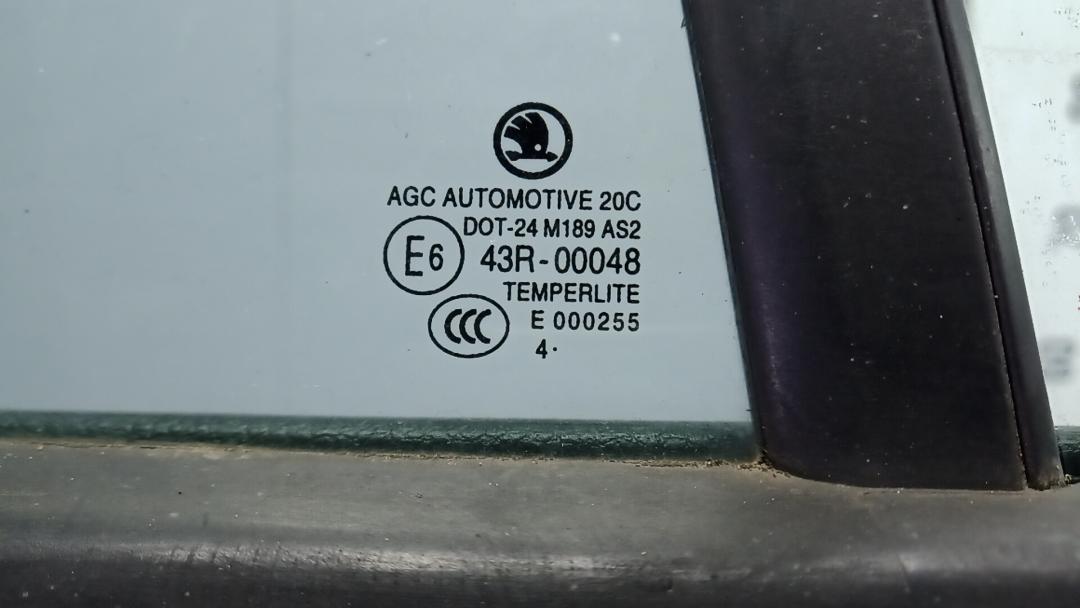 AGC AUTOMOTIVE 20C
DOT-24 M189 AS2
E6 43R-00048
TEMPERLITE
CCC E 000255
4·